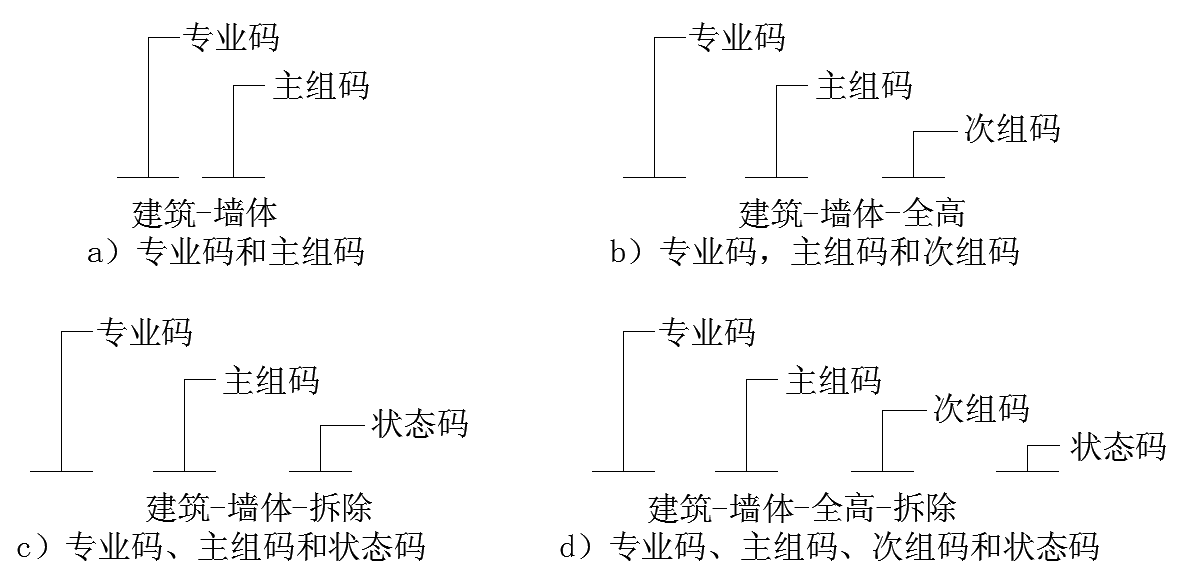 专业码
主组码
建筑-墙体
a）专业码和主组码
专业码
主组码
次组码
建筑-墙体-全高
b）专业码，主组码和次组码
专业码
主组码
状态码
建筑-墙体-拆除
c）专业码、主组码和状态码
专业码
主组码
次组码
状态码
建筑-墙体-全高-拆除
d）专业码、主组码、次组码和状态码